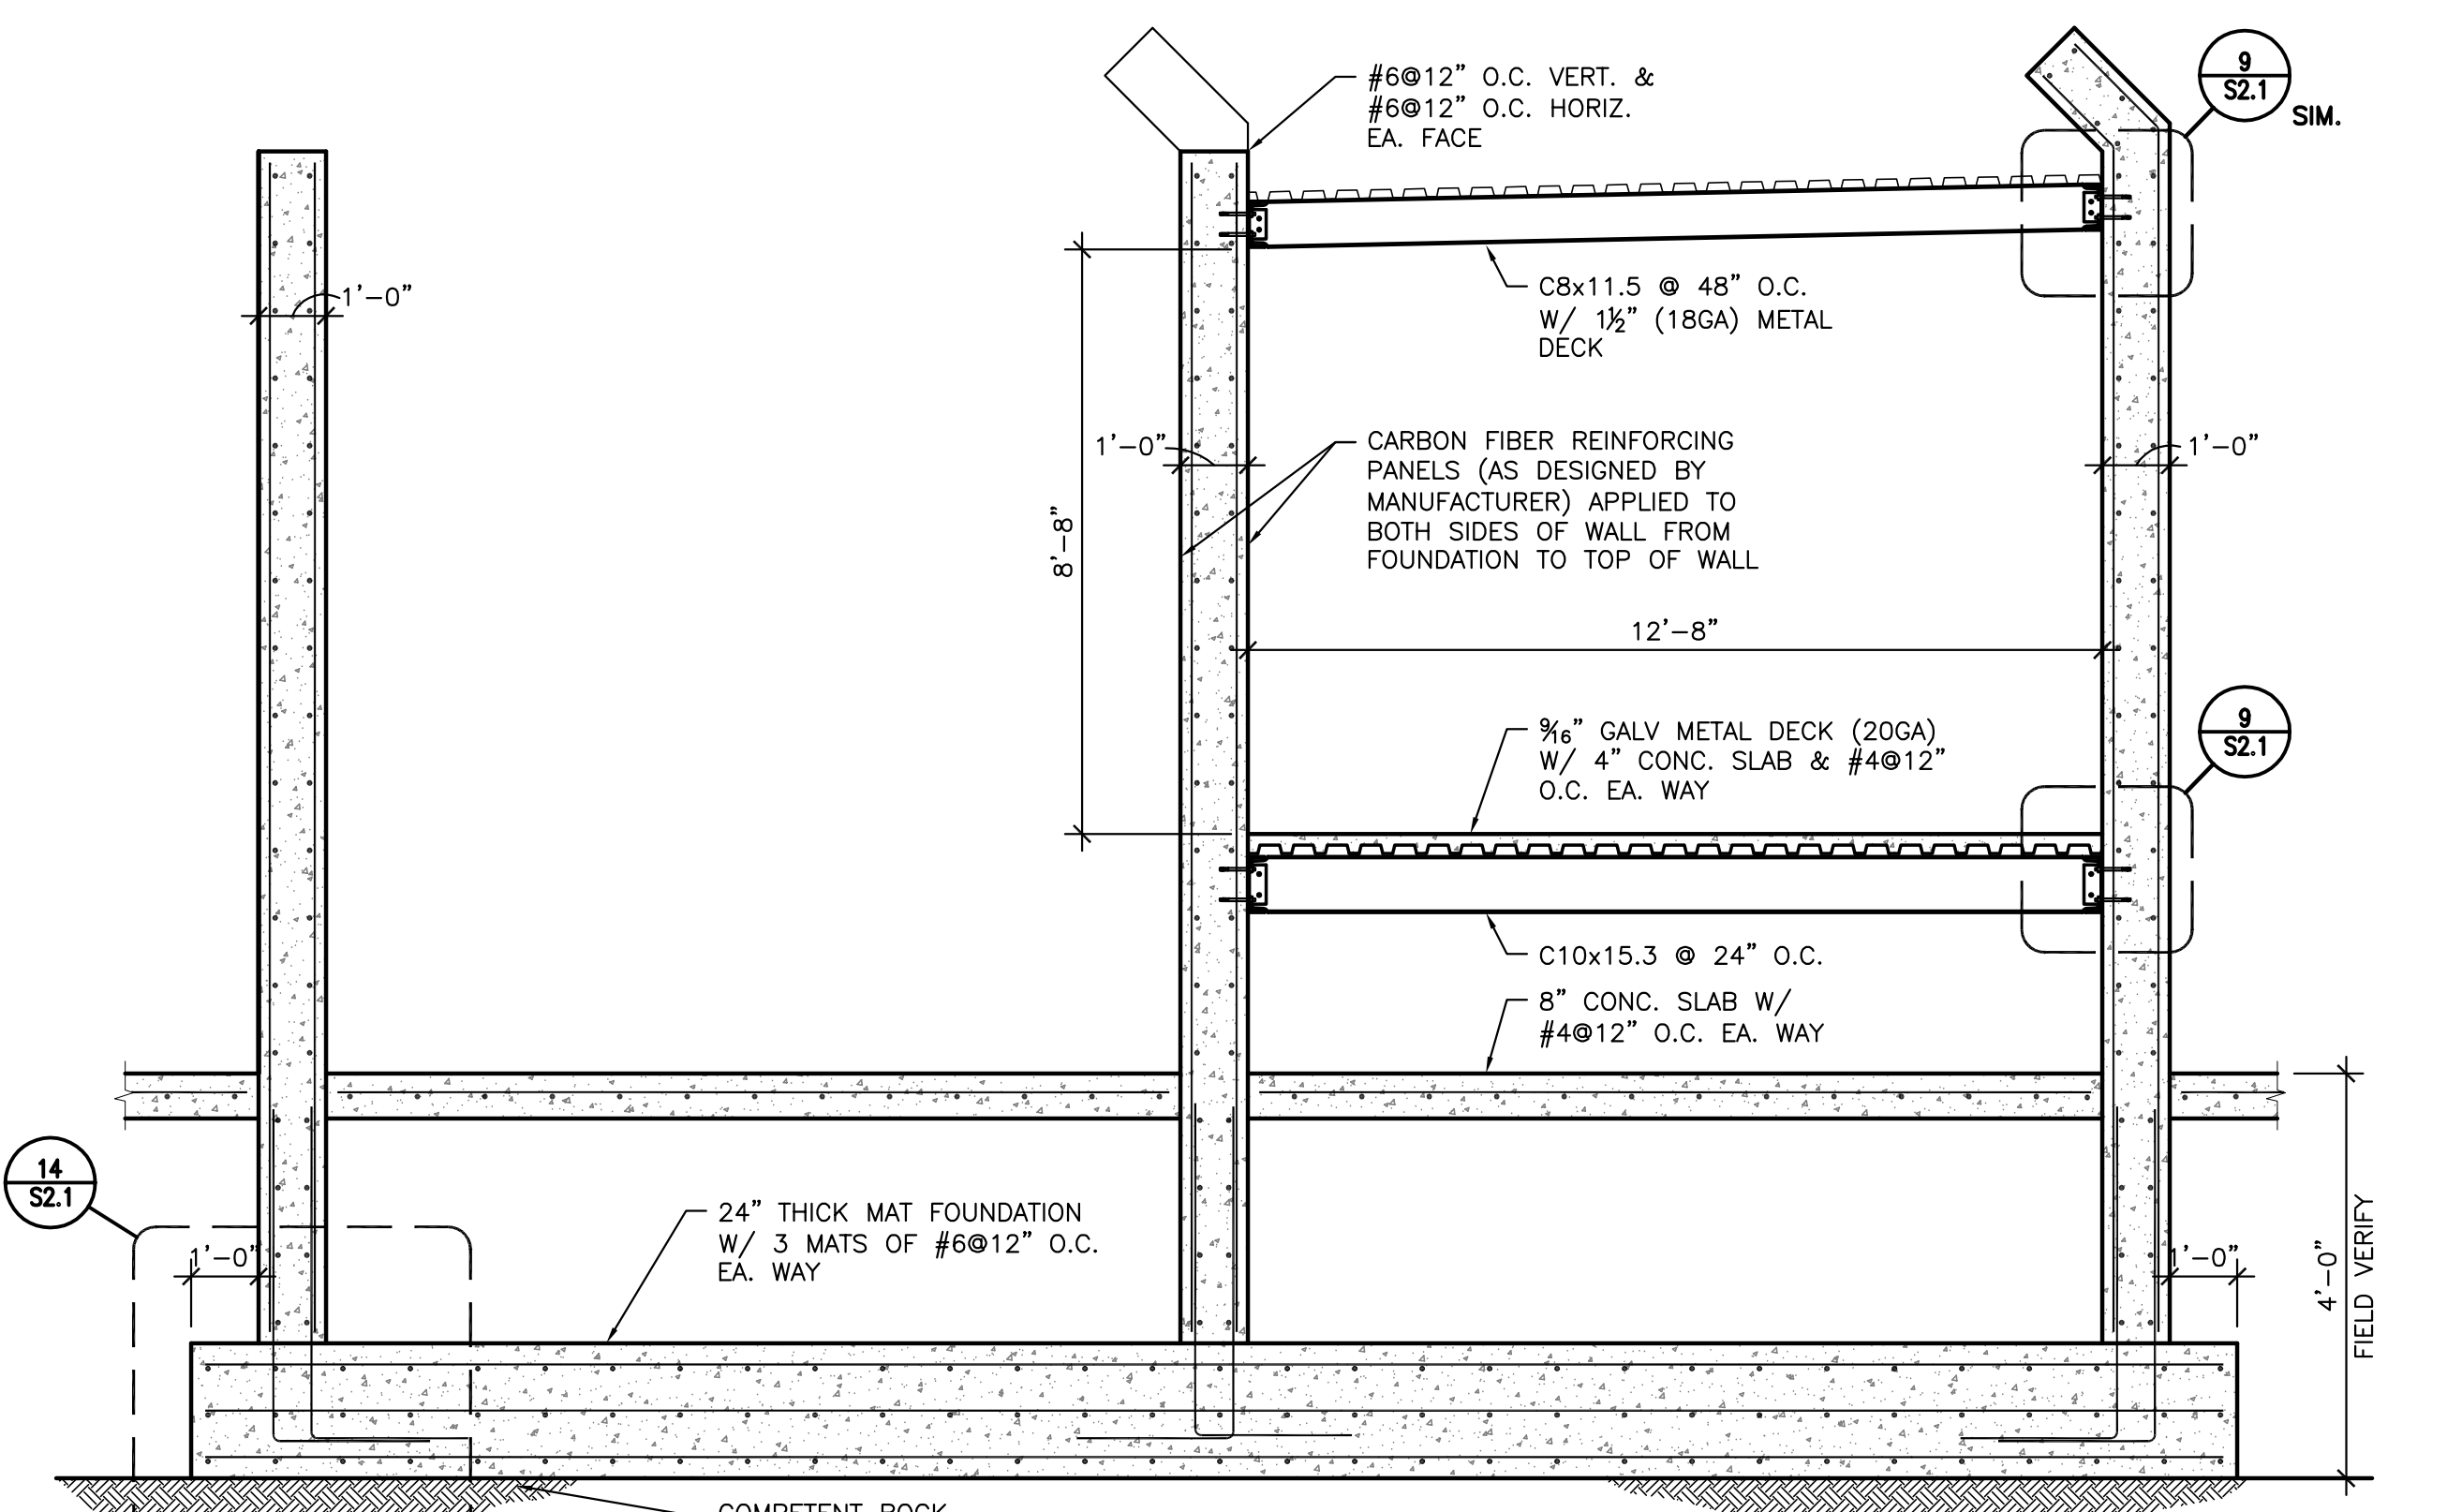 #6@12” O.C. VERT. &
#6@12” O.C. HORIZ.
EA. FACE
9
S2.1
SIM.
1'-0”
C8x11.5 @ 48” O.C.
W/ 1½” (18GA) METAL
DECK
1'-0”
CARBON FIBER REINFORCING
PANELS (AS DESIGNED BY
MANUFACTURER) APPLIED TO
BOTH SIDES OF WALL FROM
FOUNDATION TO TOP OF WALL
1'-0”
8'-8”
12'-8”
9⁄16” GALV METAL DECK (20GA)
W/ 4” CONC. SLAB & #4@12”
O.C. EA. WAY
9
S2.1
C10x15.3 @ 24” O.C.
8” CONC. SLAB W/
#4@12” O.C. EA. WAY
14
S2.1
1'-0”
24” THICK MAT FOUNDATION
W/ 3 MATS OF #6@12” O.C.
EA. WAY
1'-0”
4'-0”
FIELD VERIFY
COMPETENT ROCK